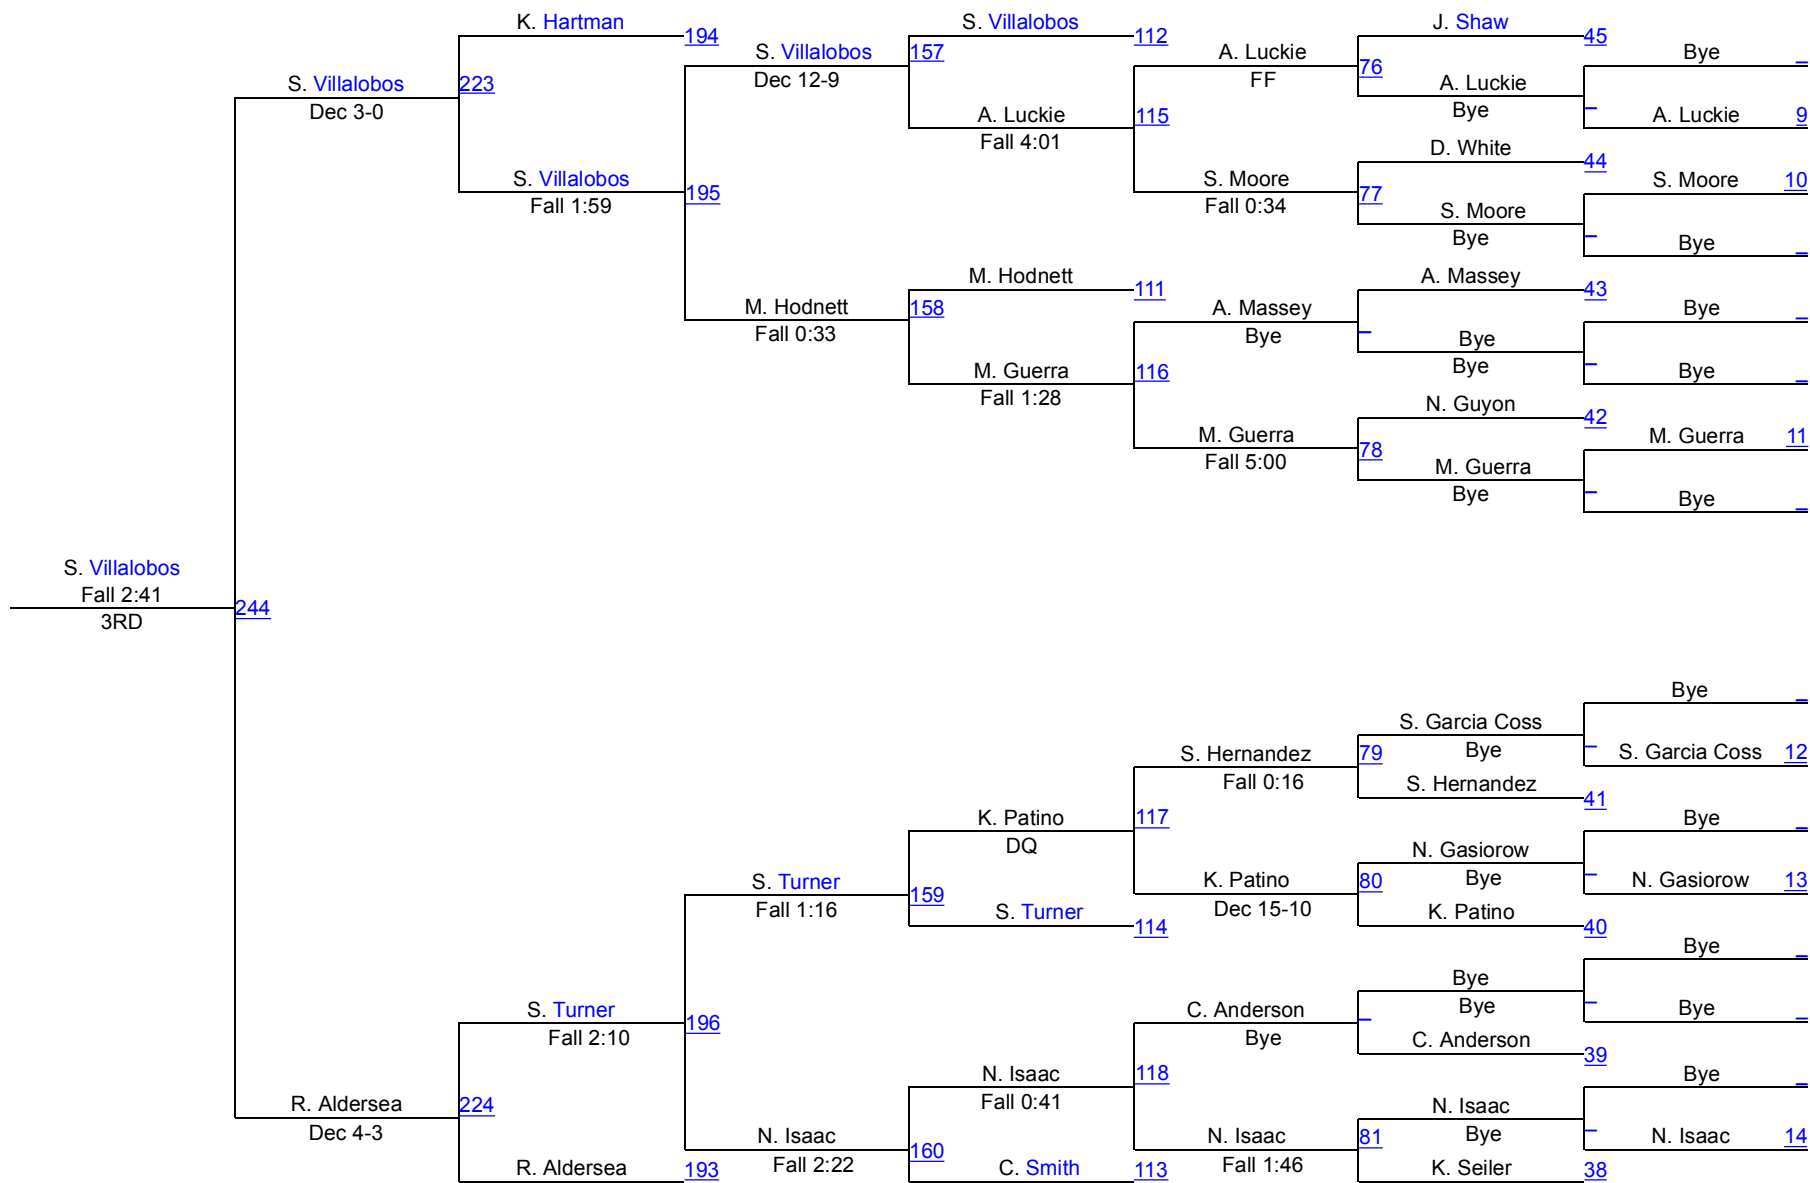 K. Hartman 194
S. Villalobos 112
J. Shaw 45
Bye _
S. Villalobos 157
Dec 12-9
A. Luckie 76
FF
S. Villalobos 223
Dec 3-0
A. Luckie _
Bye
A. Luckie 9
A. Luckie 115
Fall 4:01
D. White 44
S. Moore 10
S. Villalobos 195
Fall 1:59
S. Moore 77
Fall 0:34
S. Moore _
Bye
Bye _
M. Hodnett 111
A. Massey 43
Bye _
M. Hodnett 158
Fall 0:33
A. Massey _
Bye
Bye _
Bye
Bye _
M. Guerra 116
Fall 1:28
N. Guyon 42
M. Guerra 11
M. Guerra 78
Fall 5:00
M. Guerra _
Bye
Bye _
S. Villalobos
Fall 2:41
244
3RD
Bye _
S. Garcia Coss _
Bye
S. Garcia Coss 12
S. Hernandez 79
Fall 0:16
S. Hernandez 41
Bye _
K. Patino 117
DQ
N. Gasiorow _
Bye
N. Gasiorow 13
S. Turner 159
Fall 1:16
K. Patino 80
Dec 15-10
K. Patino 40
S. Turner 114
Bye _
Bye _
Bye
Bye _
S. Turner 196
Fall 2:10
C. Anderson _
Bye
C. Anderson 39
N. Isaac 118
Fall 0:41
Bye _
R. Aldersea 224
Dec 4-3
N. Isaac _
Bye
N. Isaac 14
N. Isaac 160
Fall 2:22
N. Isaac 81
Fall 1:46
R. Aldersea 193
C. Smith 113
K. Seiler 38